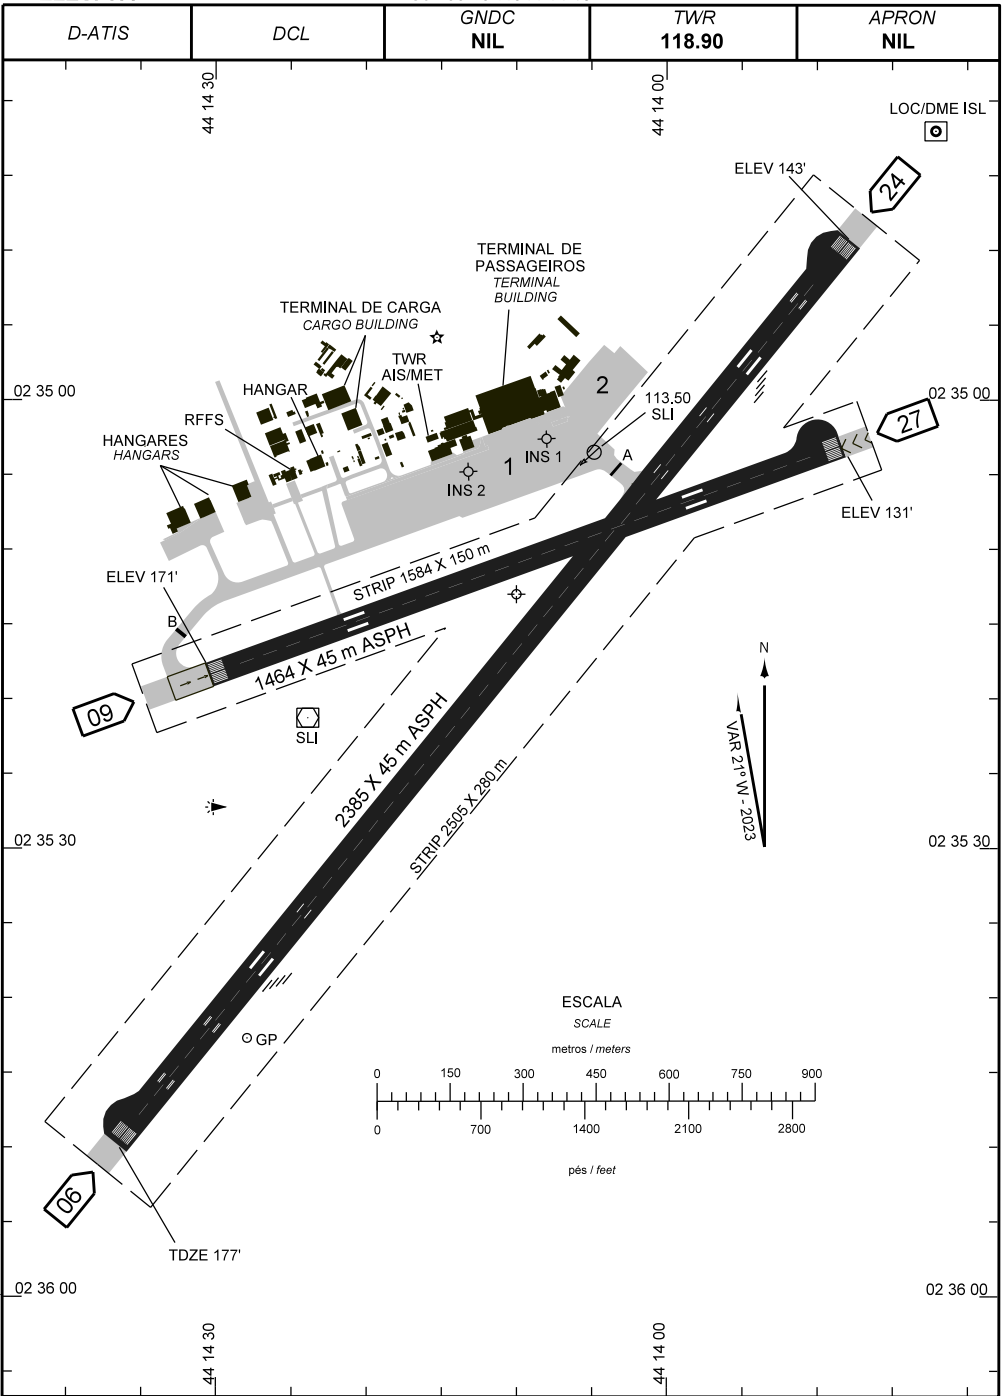 D-ATIS
DCL
GNDC
NIL
TWR
118.90
APRON
NIL
44 14 30
44 14 00
LOC/DME ISL
ELEV 143'
24
TERMINAL DE
PASSAGEIROS
TERMINAL
BUILDING
TERMINAL DE CARGA
CARGO BUILDING
TWR
AIS/MET
HANGAR
RFFS
HANGARES
HANGARS
02 35 00
02 35 00
2
113,50
SLI
27
A
1
INS 1
INS 2
ELEV 131'
ELEV 171'
STRIP 1584 X 150 m
B
1464 X 45 m ASPH
09
SLI
N
VAR 21° W - 2023
2385 X 45 m ASPH
STRIP 2505 X 280 m
02 35 30
02 35 30
GP
ESCALA
SCALE
metros / meters
0 150 300 450 600 750 900
0 700 1400 2100 2800
pés / feet
06
TDZE 177'
02 36 00
02 36 00
44 14 30
44 14 00